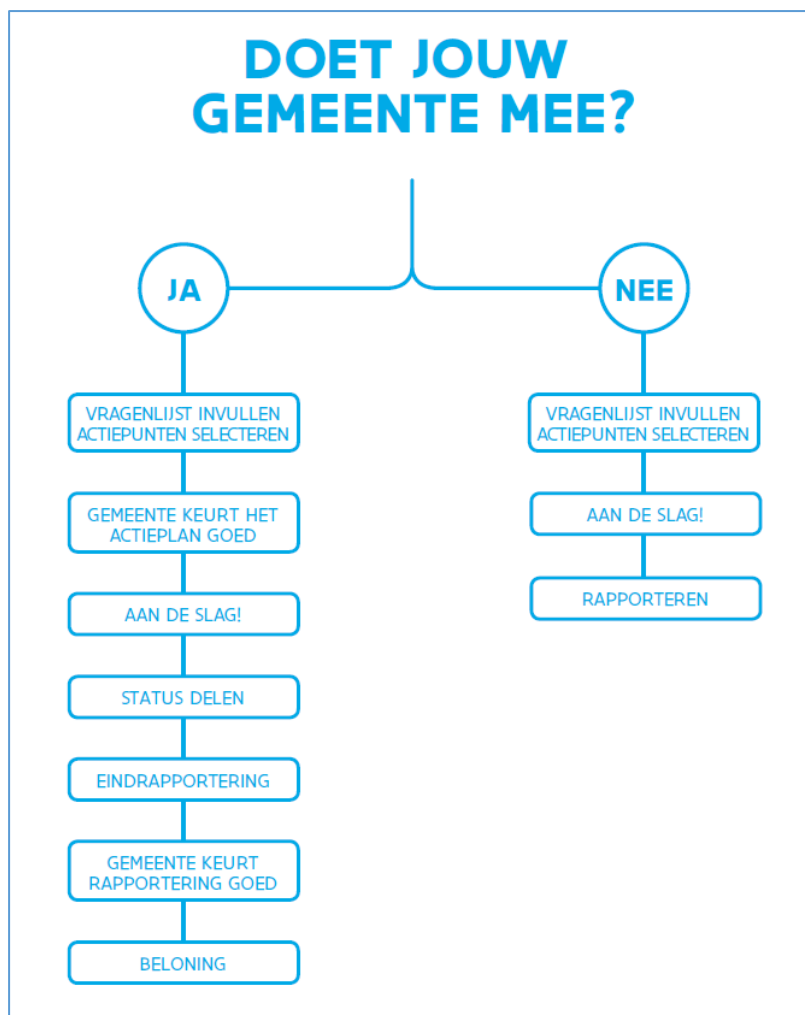 DOET JOUW
GEMEENTE MEE?
JA
VRAGENLIJST INVULLEN
ACTIEPUNTEN SELECTEREN
GEMEENTE KEURT HET
ACTIEPLAN GOED
AAN DE SLAG!
STATUS DELEN
EINDRAPPORTERING
GEMEENTE KEURT
RAPPORTERING GOED
BELONING
NEE
VRAGENLIJST INVULLEN
ACTIEPUNTEN SELECTEREN
AAN DE SLAG!
RAPPORTEREN